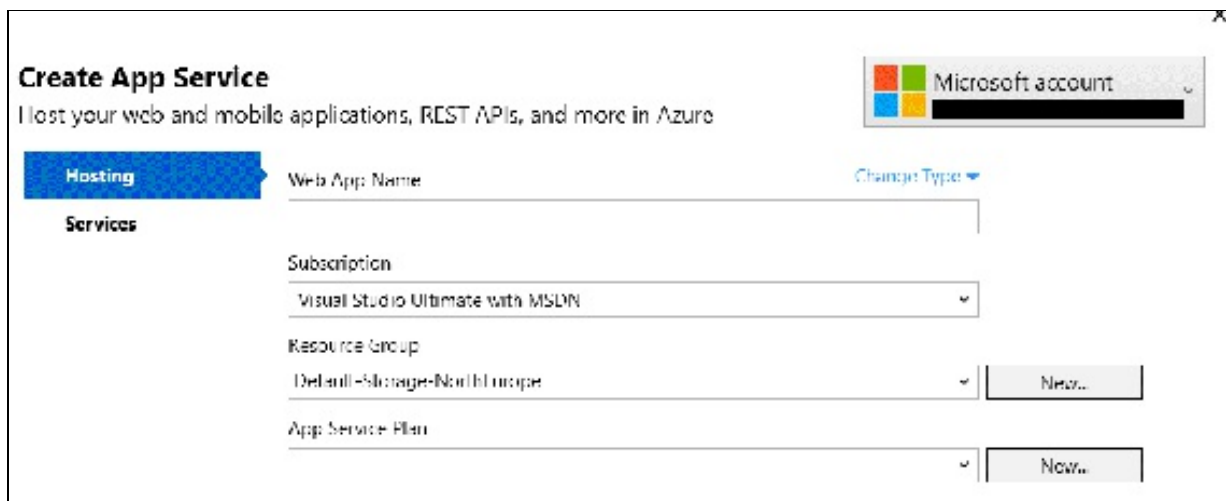 X
Create App Service
Host your web and mobile applications, REST APIs, and more in Azure
Microsoft account
Hosting
Services
Web App Name
Change Type
Subscription
Visual Studio Ultimate with MSDN
Resource Group
Default-Storage-NorthEurope
New...
App Service Plan
New...